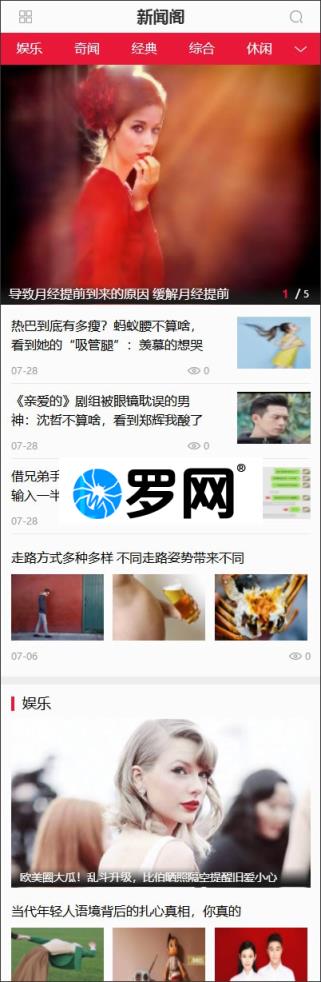 新闻阁
娱乐 奇闻 经典 综合 休闲
导致月经提前到来的原因 缓解月经提前 1 / 5
热巴到底有多瘦？蚂蚁腰不算啥，
看到她的“吸管腿”：羡慕的想哭
07-28 0
《亲爱的》剧组被眼镜耽误的男
神：沈哲不算啥，看到郑辉我酸了
07-28 0
借兄弟手
输入一半
罗网®
07-28
走路方式多种多样 不同走路姿势带来不同
07-06 0
娱乐
欧美圈大瓜！乱斗升级，比伯晒照隔空提醒旧爱小心
当代年轻人语境背后的扎心真相，你真的